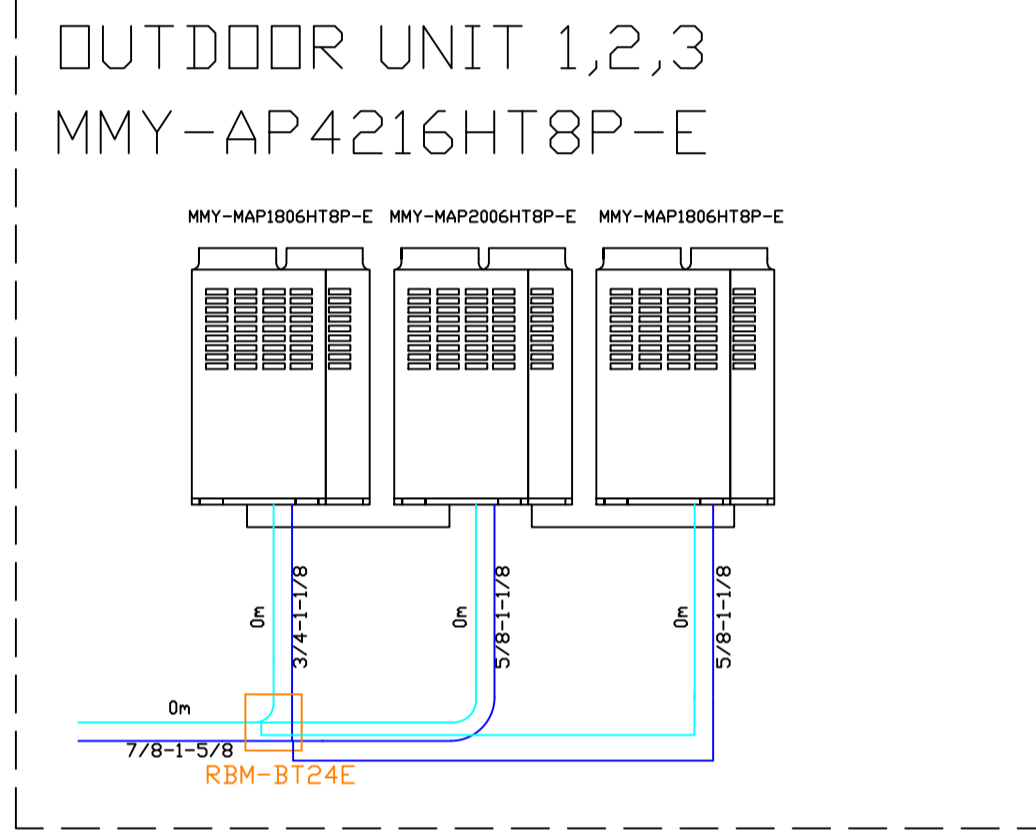 OUTDOOR UNIT 1,2,3
MMY-AP4216HT8P-E
MMY-MAP1806HT8P-E MMY-MAP2006HT8P-E MMY-MAP1806HT8P-E
0m
3/4-1-1/8
0m
5/8-1-1/8
0m
5/8-1-1/8
0m
7/8-1-5/8
RBM-BT24E